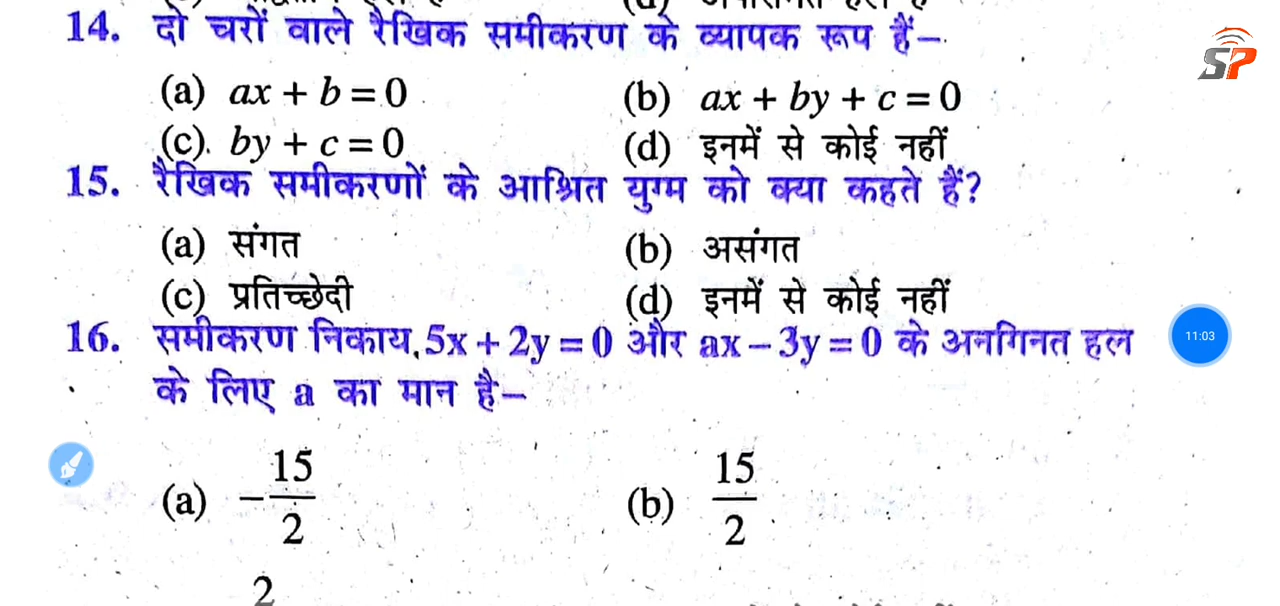 14. दो चरों वाले रैखिक समीकरण के व्यापक रूप हैं–
(a) ax + b = 0 (b) ax + by + c = 0
(c). by + c = 0 (d) इनमें से कोई नहीं
15. रैखिक समीकरणों के आश्रित युग्म को क्या कहते हैं?
(a) संगत (b) असंगत
(c) प्रतिच्छेदी (d) इनमें से कोई नहीं
16. समीकरण निकाय, 5x + 2y = 0 और ax – 3y = 0 के अनगिनत हल
के लिए a का मान है–
(a) –15/2 (b) 15/2
2
SP
11:03